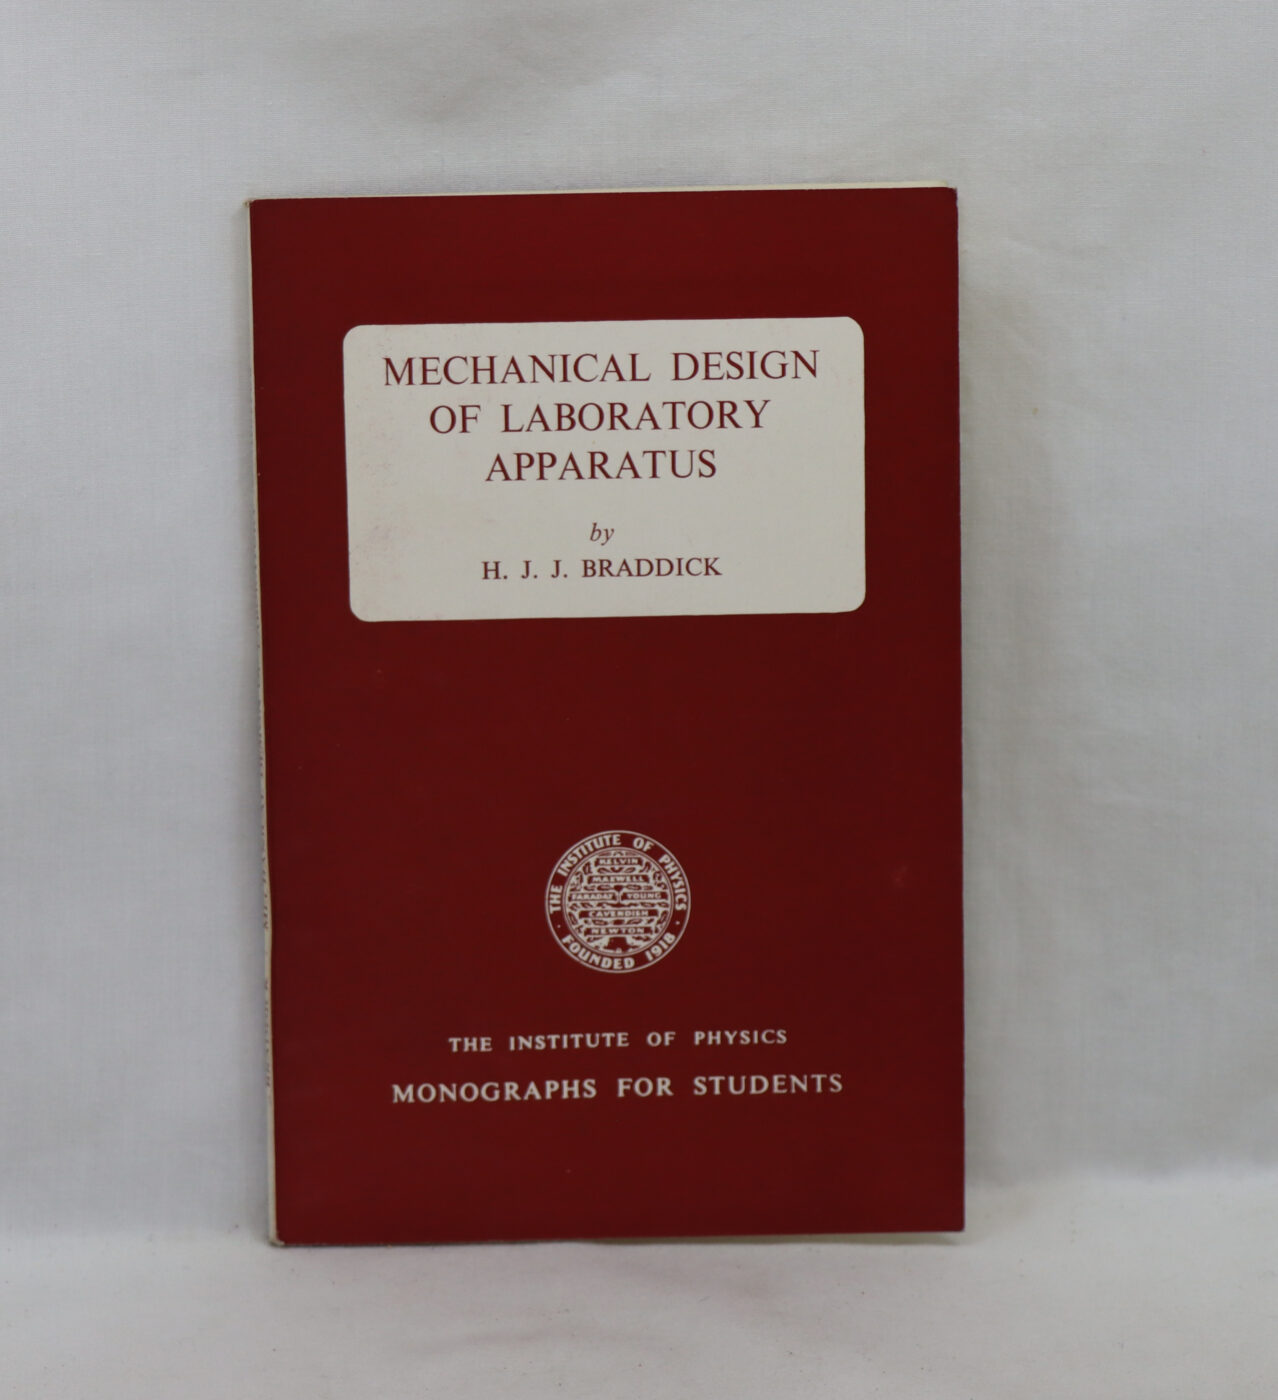 MECHANICAL DESIGN
OF LABORATORY
APPARATUS
by
H. J. J. BRADDICK
THE INSTITUTE OF PHYSICS
KELVIN
MAXWELL
FARADAY YOUNG
CAVENDISH
NEWTON
· FOUNDED 1918 ·
THE INSTITUTE OF PHYSICS
MONOGRAPHS FOR STUDENTS